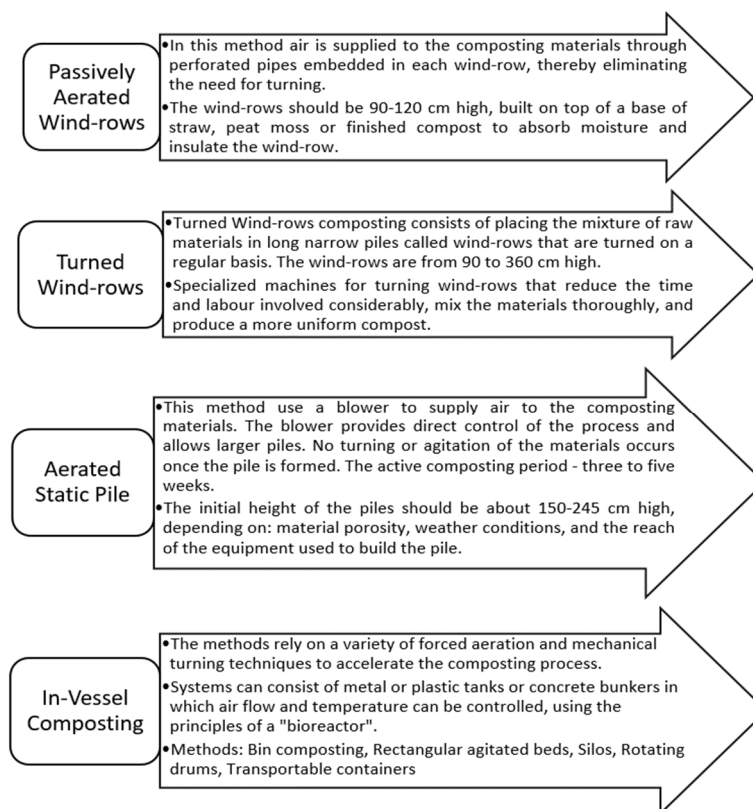 Passively
Aerated
Wind-rows
•In this method air is supplied to the composting materials through
perforated pipes embedded in each wind-row, thereby eliminating
the need for turning.
•The wind-rows should be 90-120 cm high, built on top of a base of
straw, peat moss or finished compost to absorb moisture and
insulate the wind-row.
Turned
Wind-rows
•Turned Wind-rows composting consists of placing the mixture of raw
materials in long narrow piles called wind-rows that are turned on a
regular basis. The wind-rows are from 90 to 360 cm high.
•Specialized machines for turning wind-rows that reduce the time
and labour involved considerably, mix the materials thoroughly, and
produce a more uniform compost.
Aerated
Static Pile
•This method use a blower to supply air to the composting
materials. The blower provides direct control of the process and
allows larger piles. No turning or agitation of the materials occurs
once the pile is formed. The active composting period - three to five
weeks.
•The initial height of the piles should be about 150-245 cm high,
depending on: material porosity, weather conditions, and the reach
of the equipment used to build the pile.
In-Vessel
Composting
•The methods rely on a variety of forced aeration and mechanical
turning techniques to accelerate the composting process.
•Systems can consist of metal or plastic tanks or concrete bunkers in
which air flow and temperature can be controlled, using the
principles of a "bioreactor".
•Methods: Bin composting, Rectangular agitated beds, Silos, Rotating
drums, Transportable containers